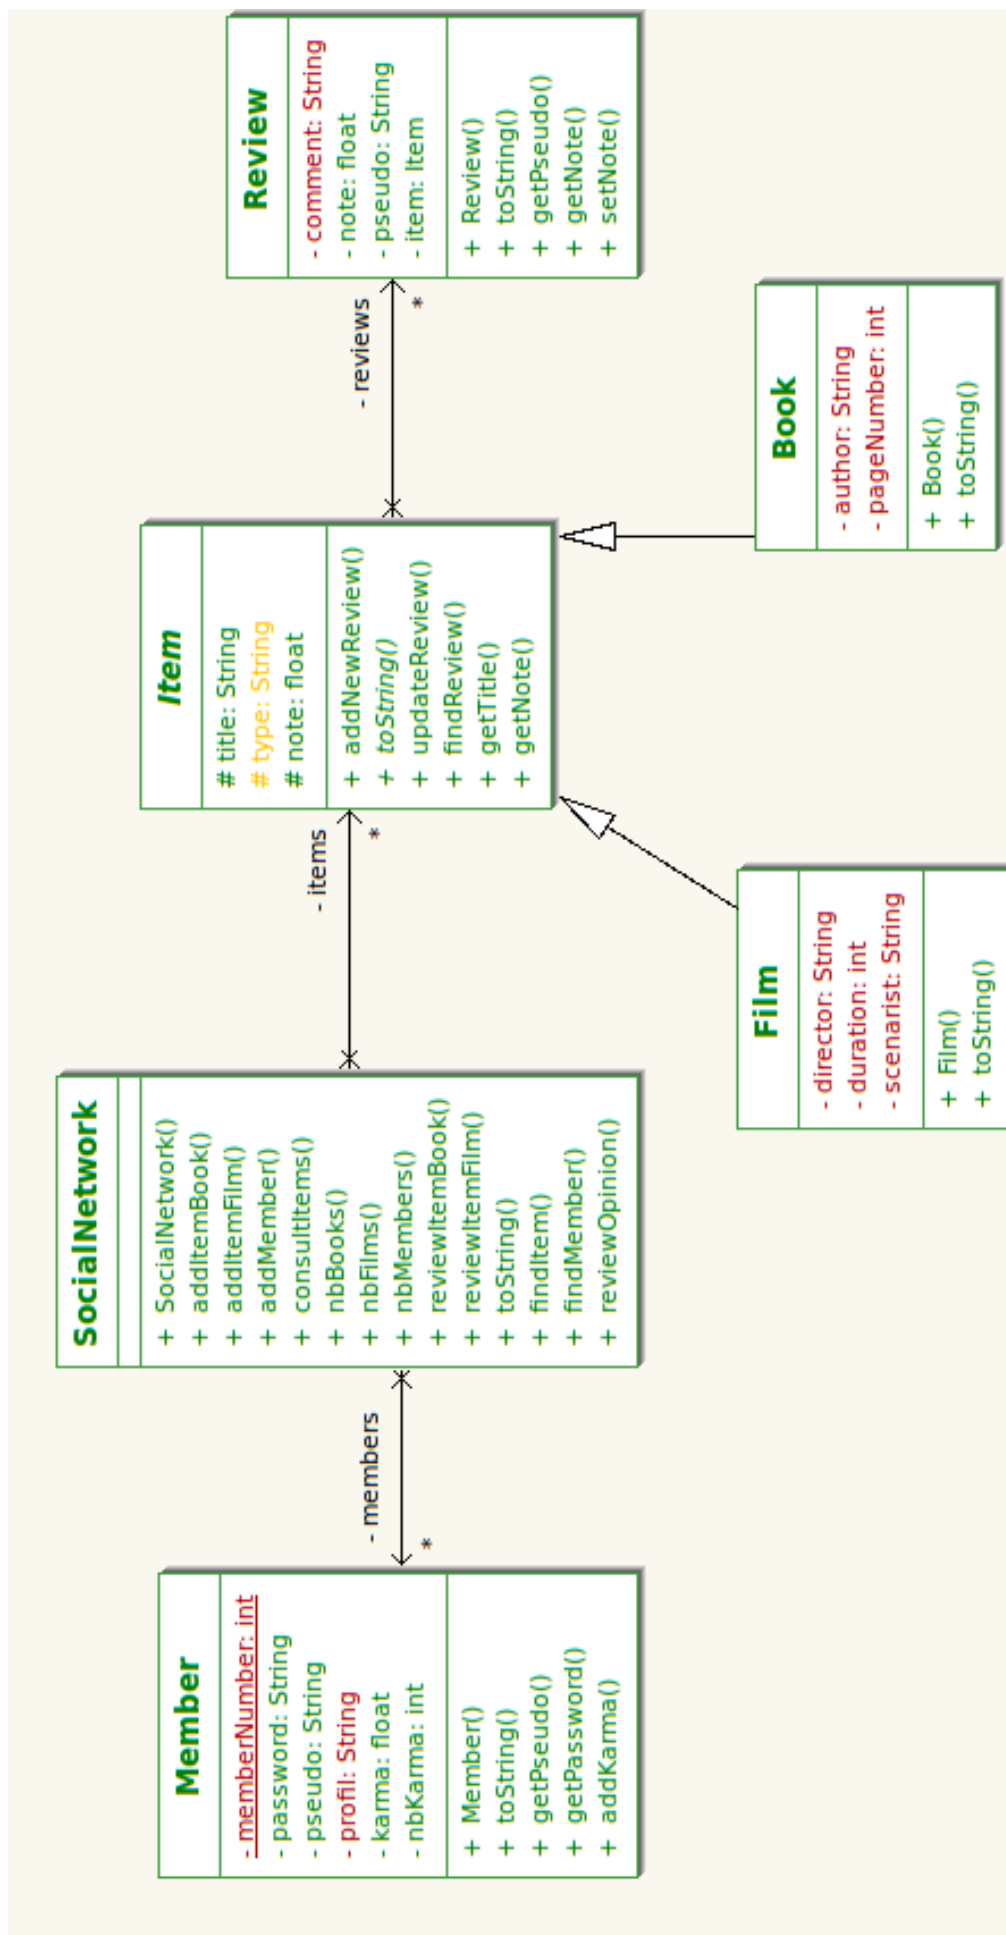 Member
- memberNumber: int
- password: String
- pseudo: String
- profil: String
- karma: float
- nbKarma: int
+ Member()
+ toString()
+ getPseudo()
+ getPassword()
+ addKarma()
- members
*
SocialNetwork
+ SocialNetwork()
+ addItemBook()
+ addItemFilm()
+ addMember()
+ consultItems()
+ nbBooks()
+ nbFilms()
+ nbMembers()
+ reviewItemBook()
+ reviewItemFilm()
+ toString()
+ findItem()
+ findMember()
+ reviewOpinion()
- items
*
Item
# title: String
# type: String
# note: float
+ addNewReview()
+ toString()
+ updateReview()
+ findReview()
+ getTitle()
+ getNote()
- reviews
*
Review
- comment: String
- note: float
- pseudo: String
- item: Item
+ Review()
+ toString()
+ getPseudo()
+ getNote()
+ setNote()
Film
- director: String
- duration: int
- scenarist: String
+ Film()
+ toString()
Book
- author: String
- pageNumber: int
+ Book()
+ toString()